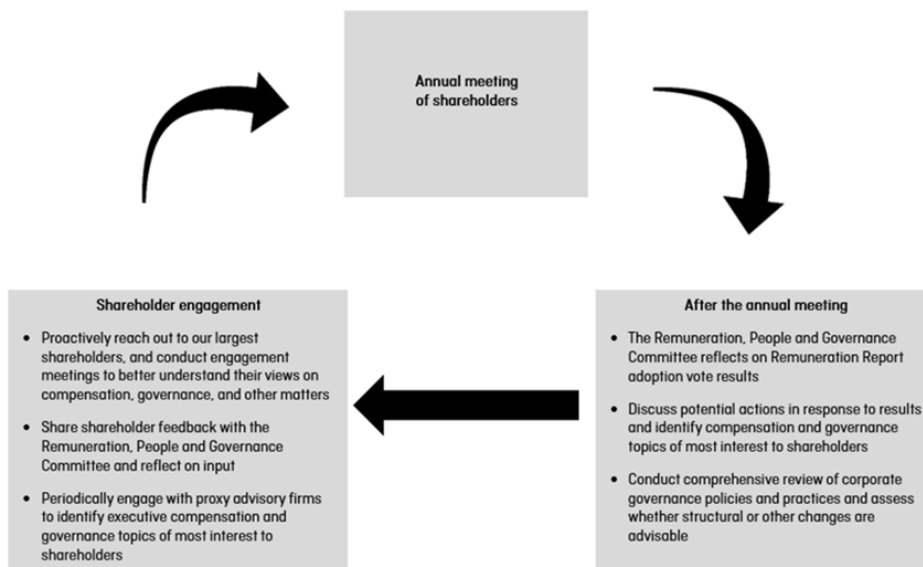 Annual meeting
of shareholders
Shareholder engagement
• Proactively reach out to our largest
shareholders, and conduct engagement
meetings to better understand their views on
compensation, governance, and other matters
• Share shareholder feedback with the
Remuneration, People and Governance
Committee and reflect on input
• Periodically engage with proxy advisory firms
to identify executive compensation and
governance topics of most interest to
shareholders
After the annual meeting
• The Remuneration, People and Governance
Committee reflects on Remuneration Report
adoption vote results
• Discuss potential actions in response to results
and identify compensation and governance
topics of most interest to shareholders
• Conduct comprehensive review of corporate
governance policies and practices and assess
whether structural or other changes are
advisable